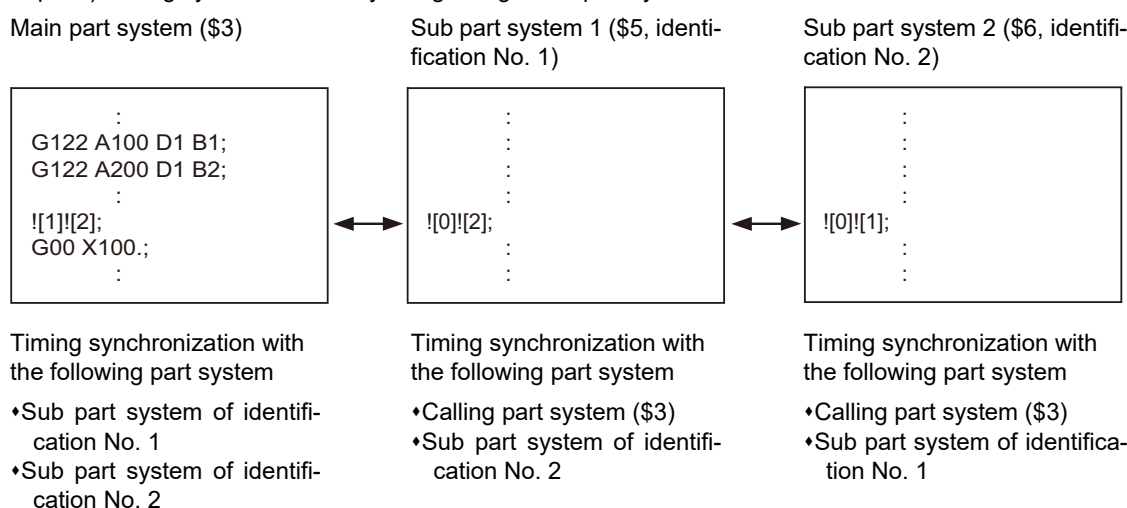 Main part system ($3)
Sub part system 1 ($5, identi-
fication No. 1)
Sub part system 2 ($6, identifi-
cation No. 2)
:
G122 A100 D1 B1;
G122 A200 D1 B2;
:
![1]![2];
G00 X100.;
:
:
:
:
:
![0]![2];
:
:
:
:
:
:
![0]![1];
:
:
Timing synchronization with
the following part system
♦Sub part system of identifi-
cation No. 1
♦Sub part system of identifi-
cation No. 2
Timing synchronization with
the following part system
♦Calling part system ($3)
♦Sub part system of identifi-
cation No. 2
Timing synchronization with
the following part system
♦Calling part system ($3)
♦Sub part system of identifica-
tion No. 1